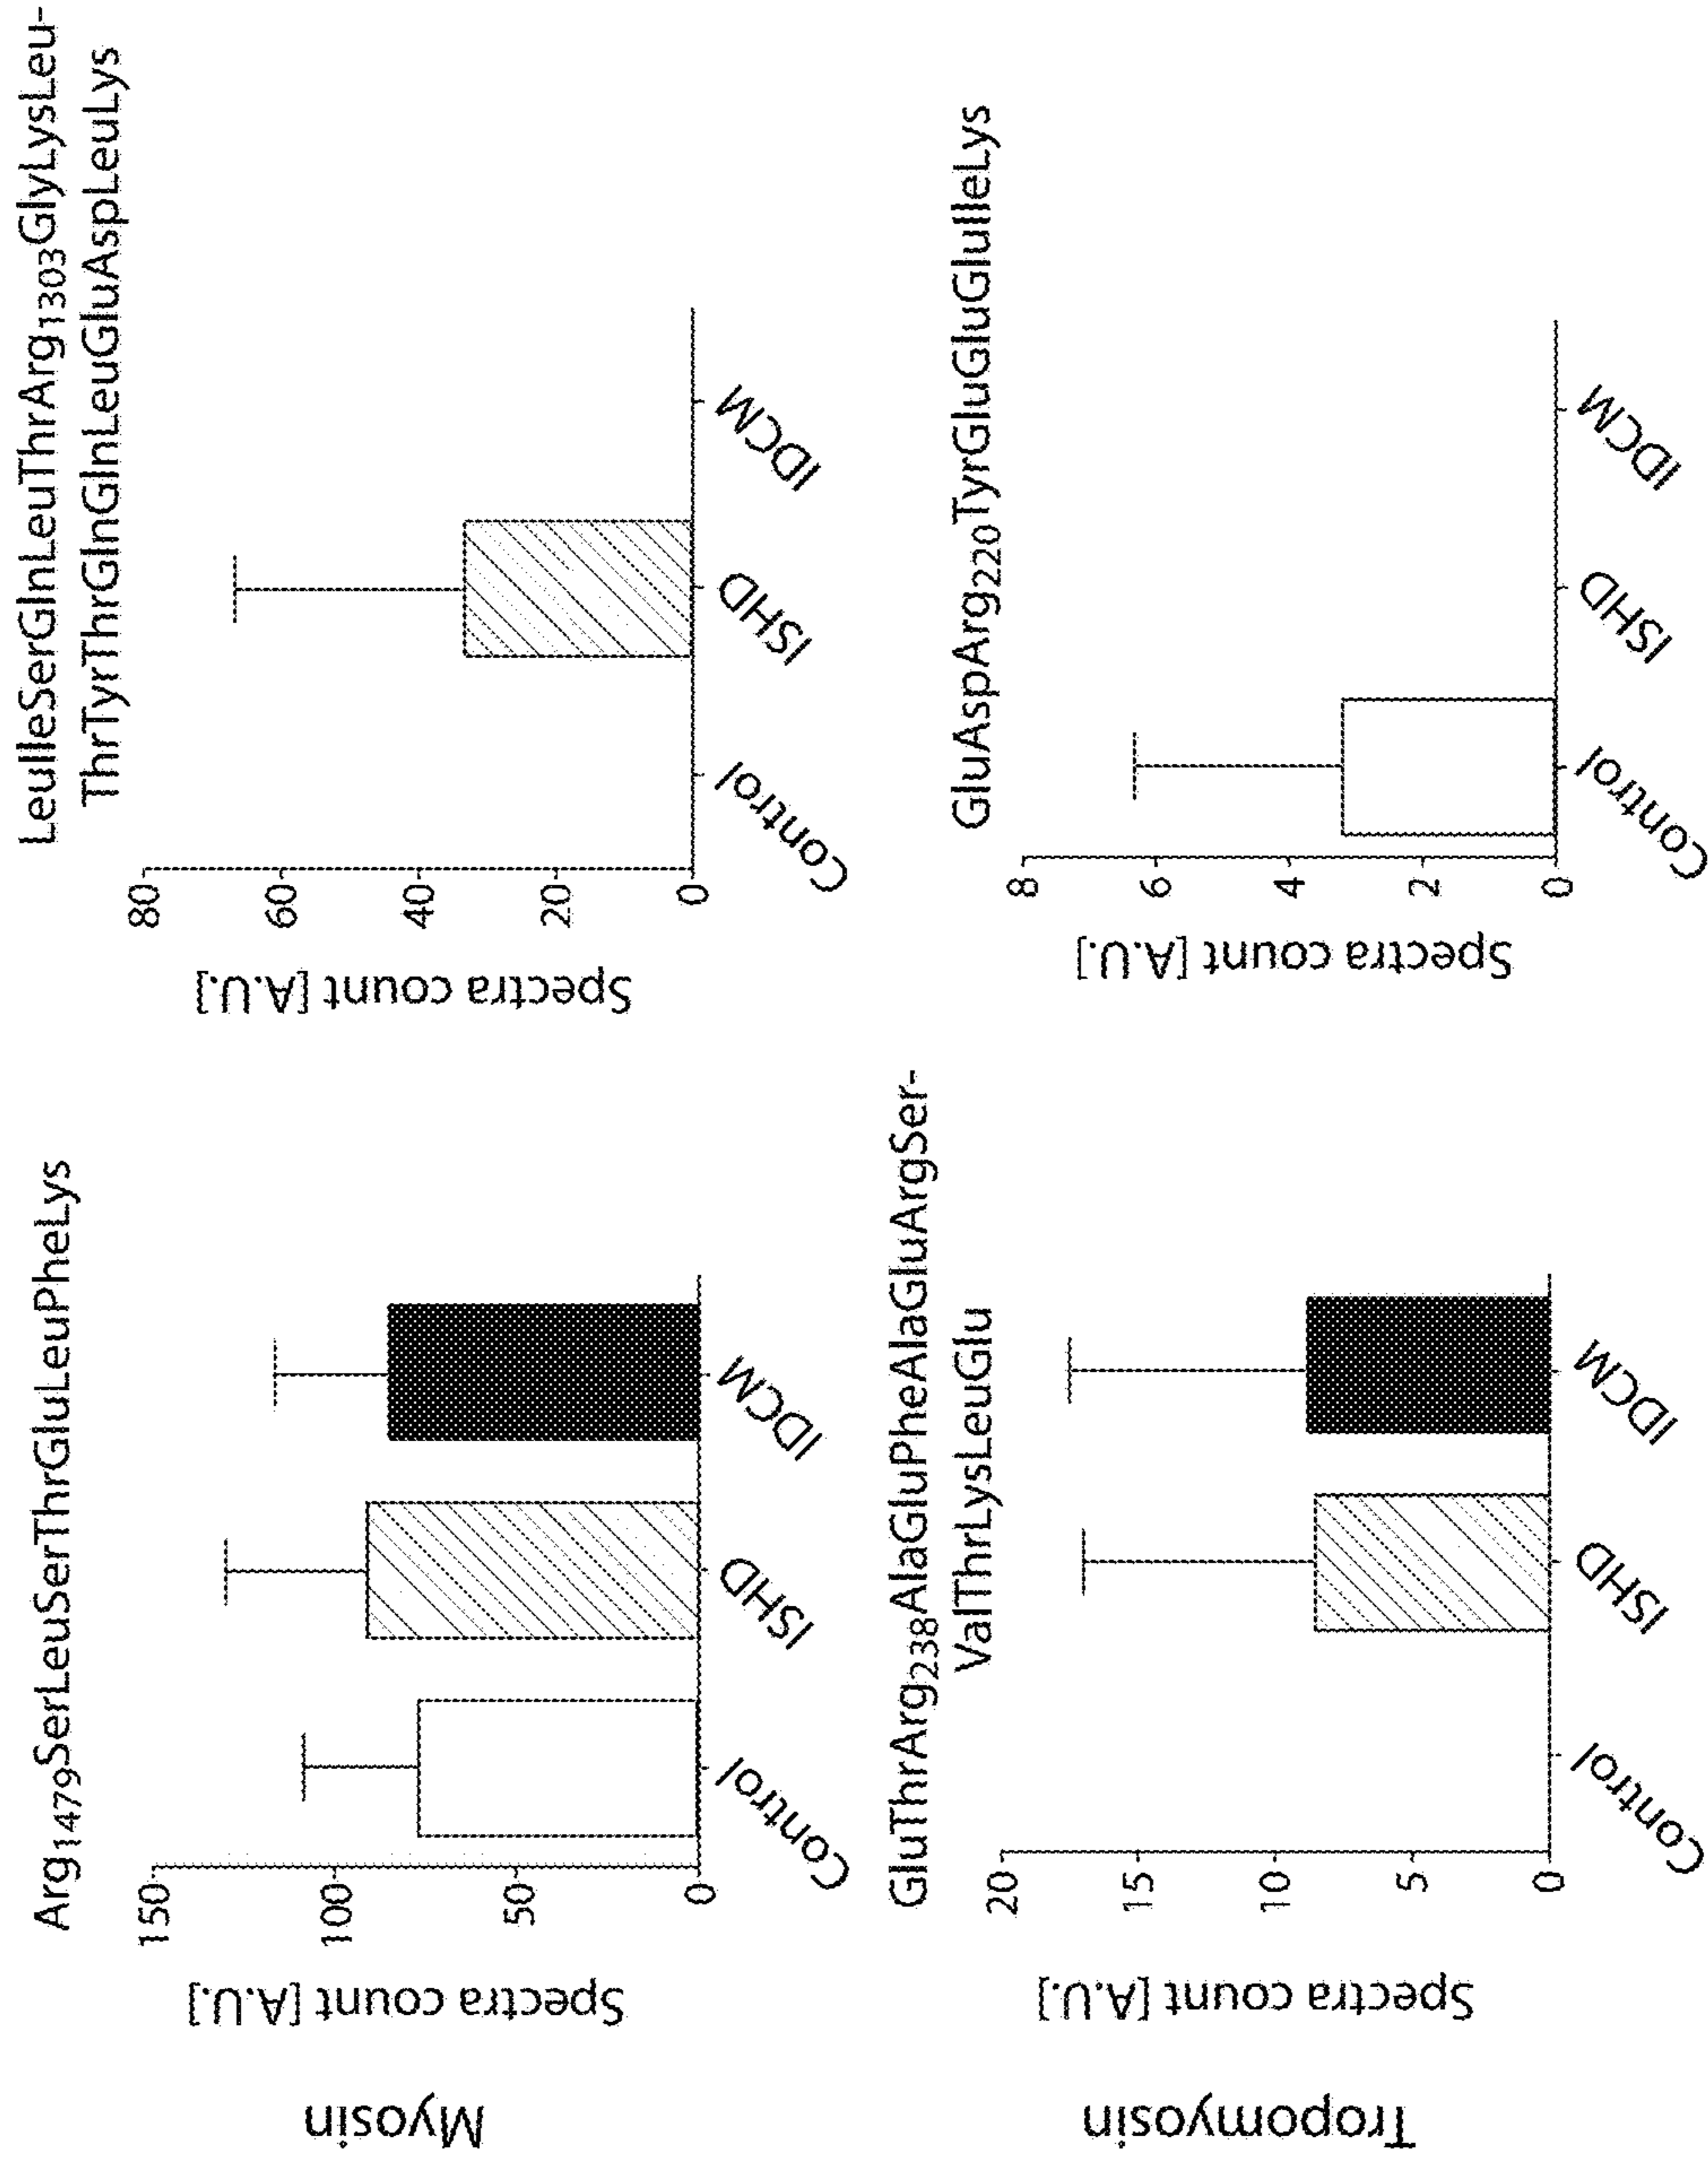 Myosin
Arg1479SerLeuSerThrGluLeuPheLys
Spectra count [A.U.]
150
100
50
0
Control
ISHD
IDCM
LeuIleSerGlnLeuThrArg1303GlyLysLeu-
ThrTyrThrGlnGlnLeuGluAspLeuLys
Spectra count [A.U.]
80
60
40
20
0
Control
ISHD
IDCM
Tropomyosin
GluThrArg238AlaGluPheAlaGluArgSer-
ValThrLysLeuGlu
Spectra count [A.U.]
20
15
10
5
0
Control
ISHD
IDCM
GluAspArg220TyrGluGluGluIleLys
Spectra count [A.U.]
8
6
4
2
0
Control
ISHD
IDCM